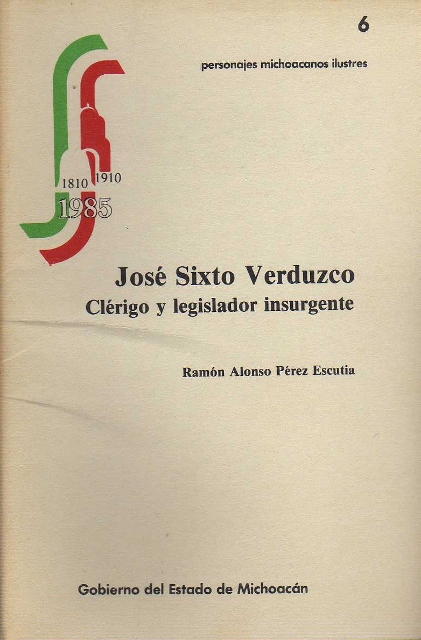 6
personajes michoacanos ilustres
1810 1910
1985
José Sixto Verduzco
Clérigo y legislador insurgente
Ramón Alonso Pérez Escutia
Gobierno del Estado de Michoacán